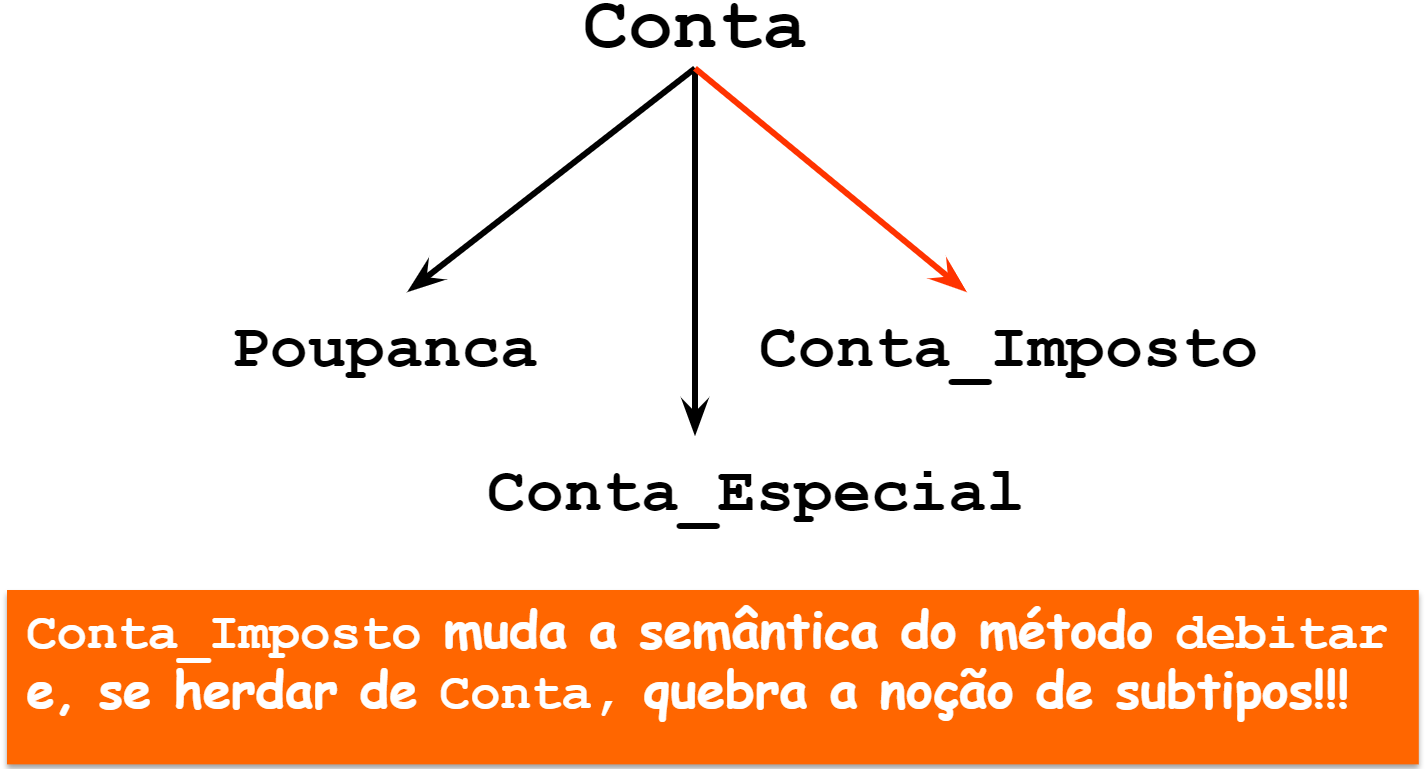 Conta
Poupanca
Conta_Imposto
Conta_Especial
Conta_Imposto muda a semântica do método debitar
e, se herdar de Conta, quebra a noção de subtipos!!!